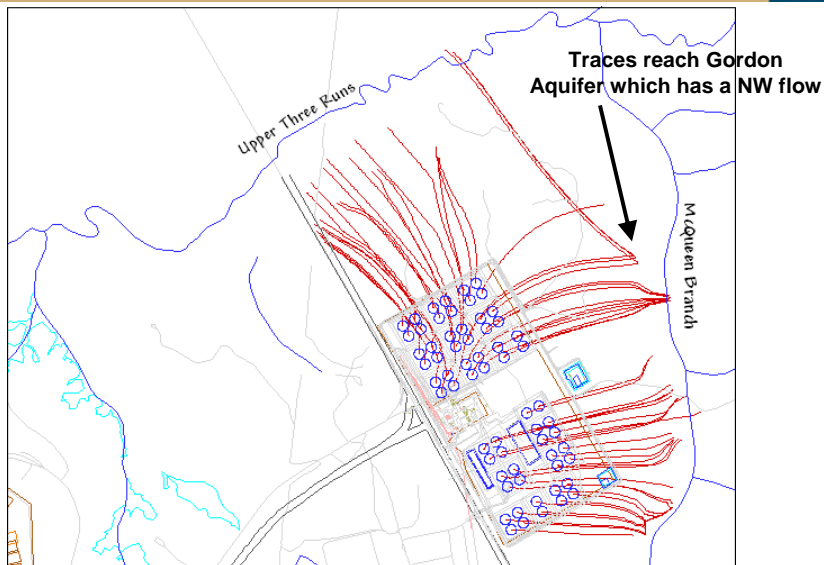 Traces reach Gordon
Aquifer which has a NW flow
Upper Three Runs
McQueen Branch